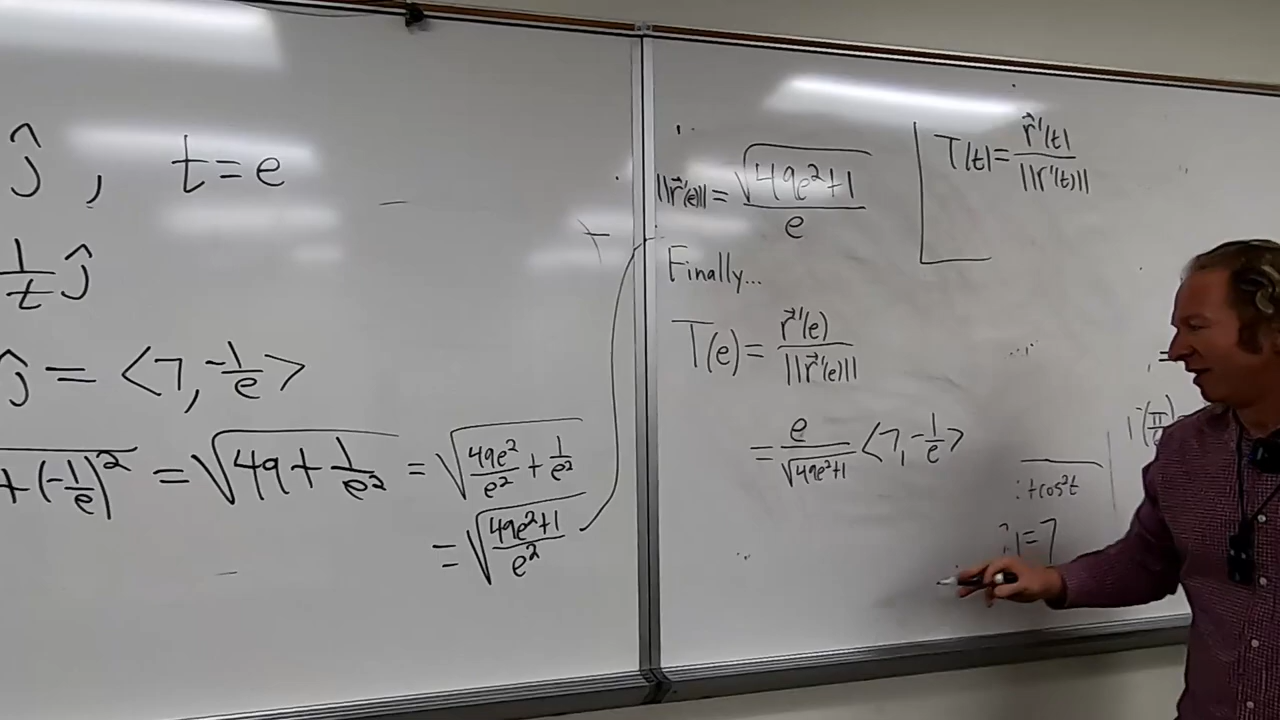 ĵ, t=e
1/t ĵ
ĵ = <7, -1/e>
+(-1/e)² = √(49+1/e²) = √(49e²/e² + 1/e²)
= √((49e²+1)/e²)
||r⃗'(e)|| = √(49e²+1)/e
T(t) = r⃗'(t)/||r'(t)||
Finally...
T(e) = r⃗'(e)/||r⃗'(e)||
= e/√(49e²+1) <7, -1/e>
+cos²t
=7